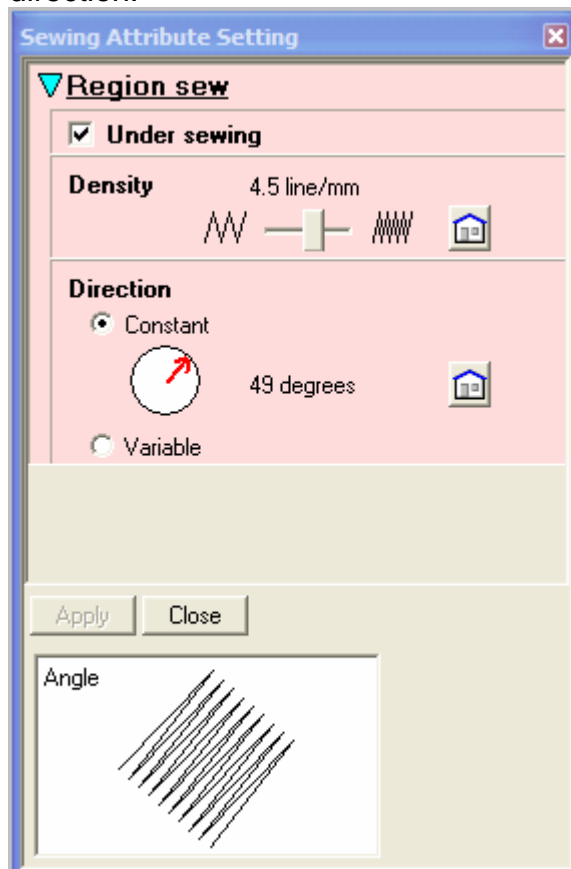 direction.
Sewing Attribute Setting
Region sew
Under sewing
Density 4.5 line/mm
Direction
Constant
49 degrees
Variable
Apply Close
Angle